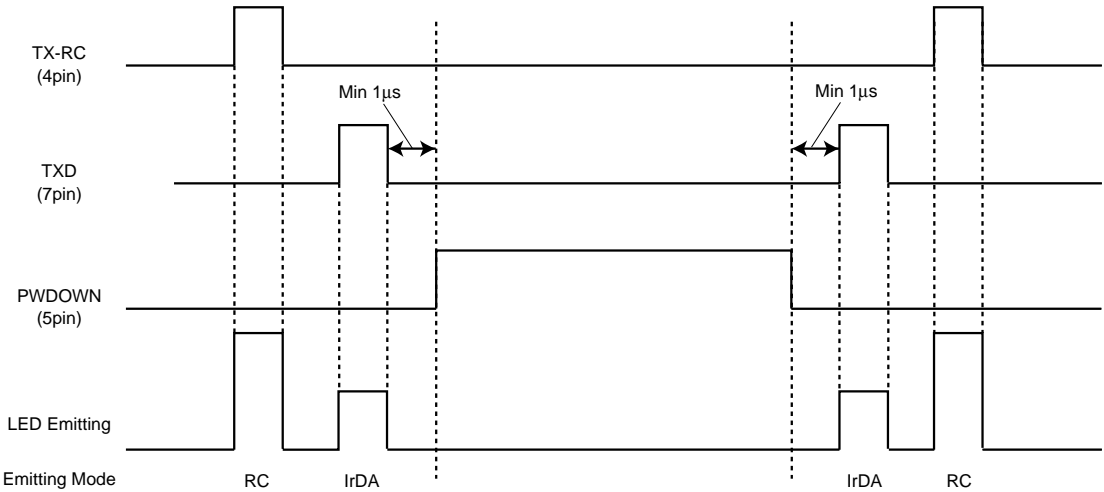 TX-RC
(4pin)
Min 1μs
Min 1μs
TXD
(7pin)
PWDOWN
(5pin)
LED Emitting
Emitting Mode
RC
IrDA
IrDA
RC